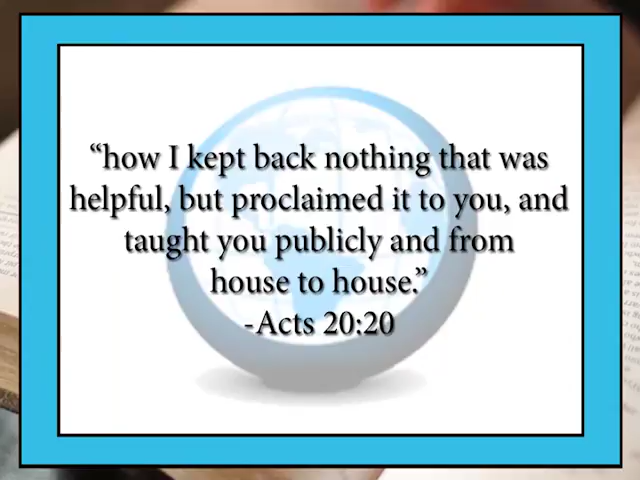 “how I kept back nothing that was
helpful, but proclaimed it to you, and
taught you publicly and from
house to house.”
-Acts 20:20